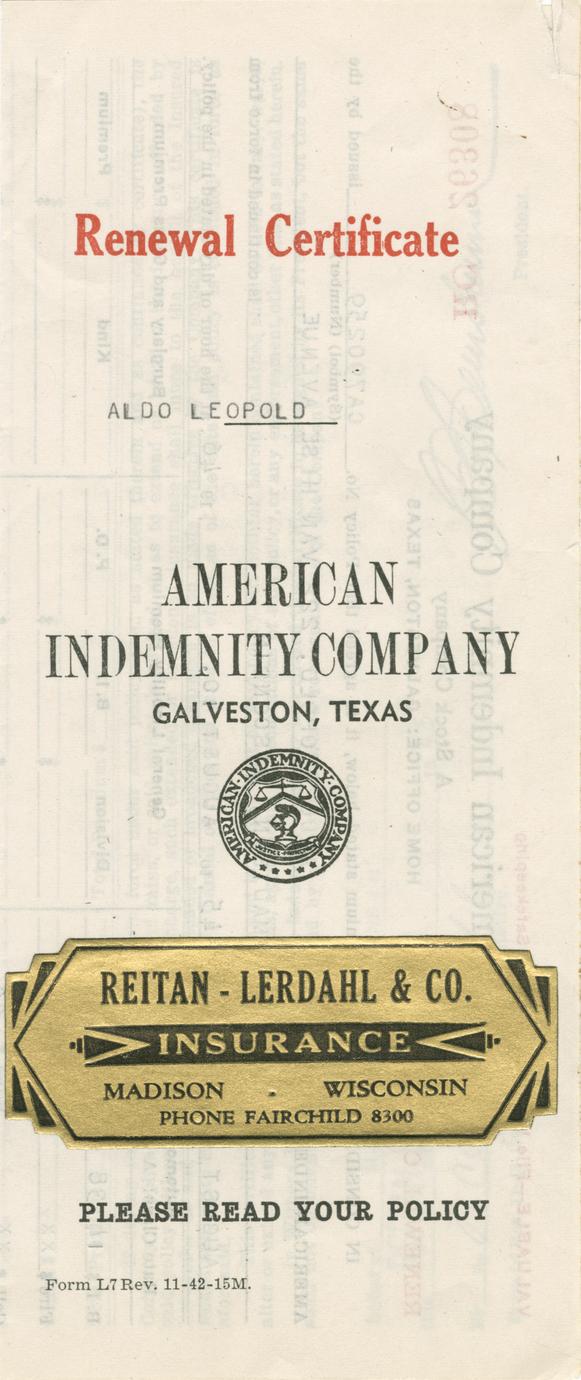 Renewal Certificate
ALDO LEOPOLD
AMERICAN
INDEMNITY COMPANY
GALVESTON, TEXAS
AMERICAN·INDEMNITY·COMPANY
REITAN - LERDAHL & CO.
INSURANCE
MADISON - WISCONSIN
PHONE FAIRCHILD 8300
PLEASE READ YOUR POLICY
Form L7 Rev. 11-42-15M.